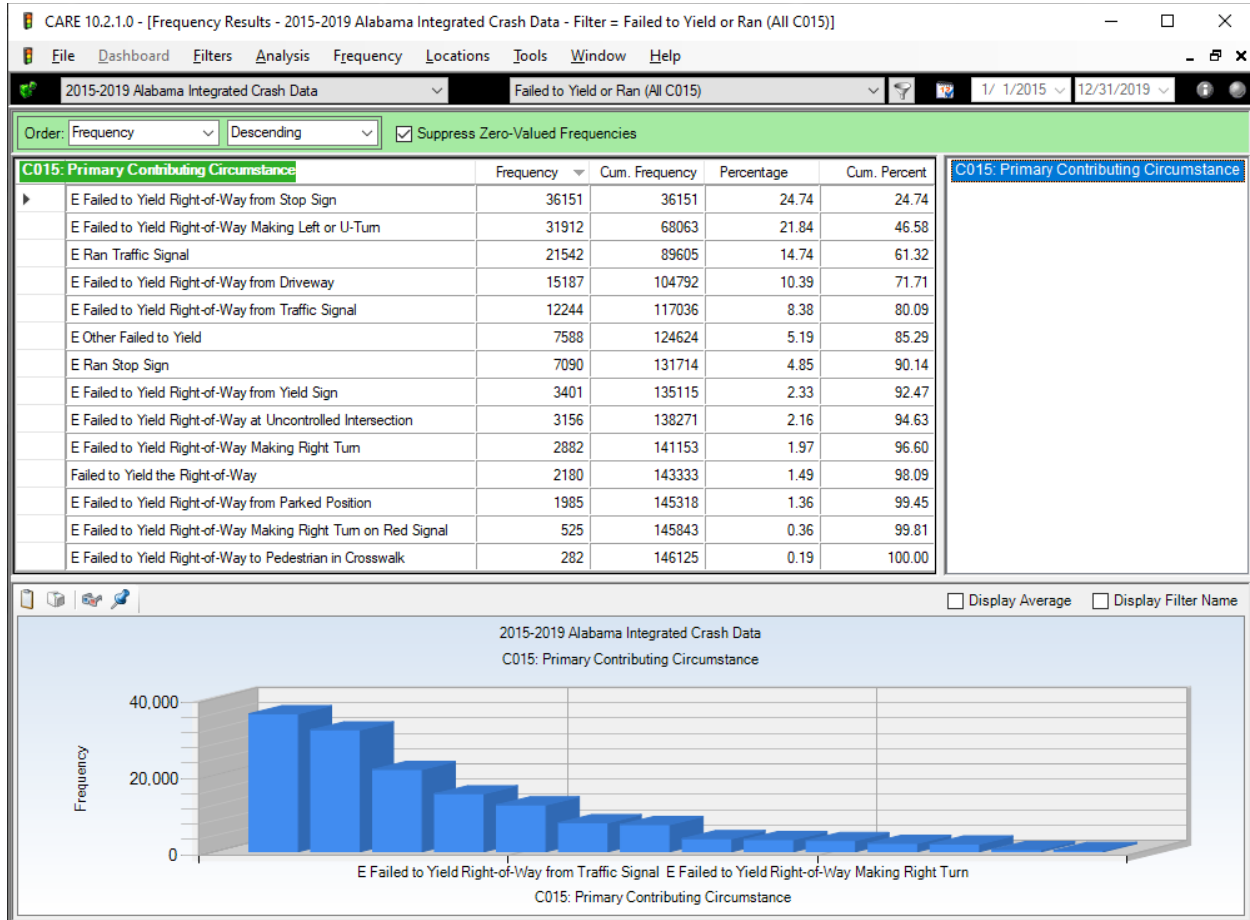 CARE 10.2.1.0 - [Frequency Results - 2015-2019 Alabama Integrated Crash Data - Filter = Failed to Yield or Ran (All C015)]
File Dashboard Filters Analysis Frequency Locations Tools Window Help
2015-2019 Alabama Integrated Crash Data Failed to Yield or Ran (All C015) 1/ 1/2015 12/31/2019
Order: Frequency Descending Suppress Zero-Valued Frequencies
C015: Primary Contributing Circumstance Frequency Cum. Frequency Percentage Cum. Percent C015: Primary Contributing Circumstance
E Failed to Yield Right-of-Way from Stop Sign 36151 36151 24.74 24.74
E Failed to Yield Right-of-Way Making Left or U-Turn 31912 68063 21.84 46.58
E Ran Traffic Signal 21542 89605 14.74 61.32
E Failed to Yield Right-of-Way from Driveway 15187 104792 10.39 71.71
E Failed to Yield Right-of-Way from Traffic Signal 12244 117036 8.38 80.09
E Other Failed to Yield 7588 124624 5.19 85.29
E Ran Stop Sign 7090 131714 4.85 90.14
E Failed to Yield Right-of-Way from Yield Sign 3401 135115 2.33 92.47
E Failed to Yield Right-of-Way at Uncontrolled Intersection 3156 138271 2.16 94.63
E Failed to Yield Right-of-Way Making Right Turn 2882 141153 1.97 96.60
Failed to Yield the Right-of-Way 2180 143333 1.49 98.09
E Failed to Yield Right-of-Way from Parked Position 1985 145318 1.36 99.45
E Failed to Yield Right-of-Way Making Right Turn on Red Signal 525 145843 0.36 99.81
E Failed to Yield Right-of-Way to Pedestrian in Crosswalk 282 146125 0.19 100.00
Display Average Display Filter Name
2015-2019 Alabama Integrated Crash Data
C015: Primary Contributing Circumstance
40,000
20,000
0
Frequency
E Failed to Yield Right-of-Way from Traffic Signal E Failed to Yield Right-of-Way Making Right Turn
C015: Primary Contributing Circumstance